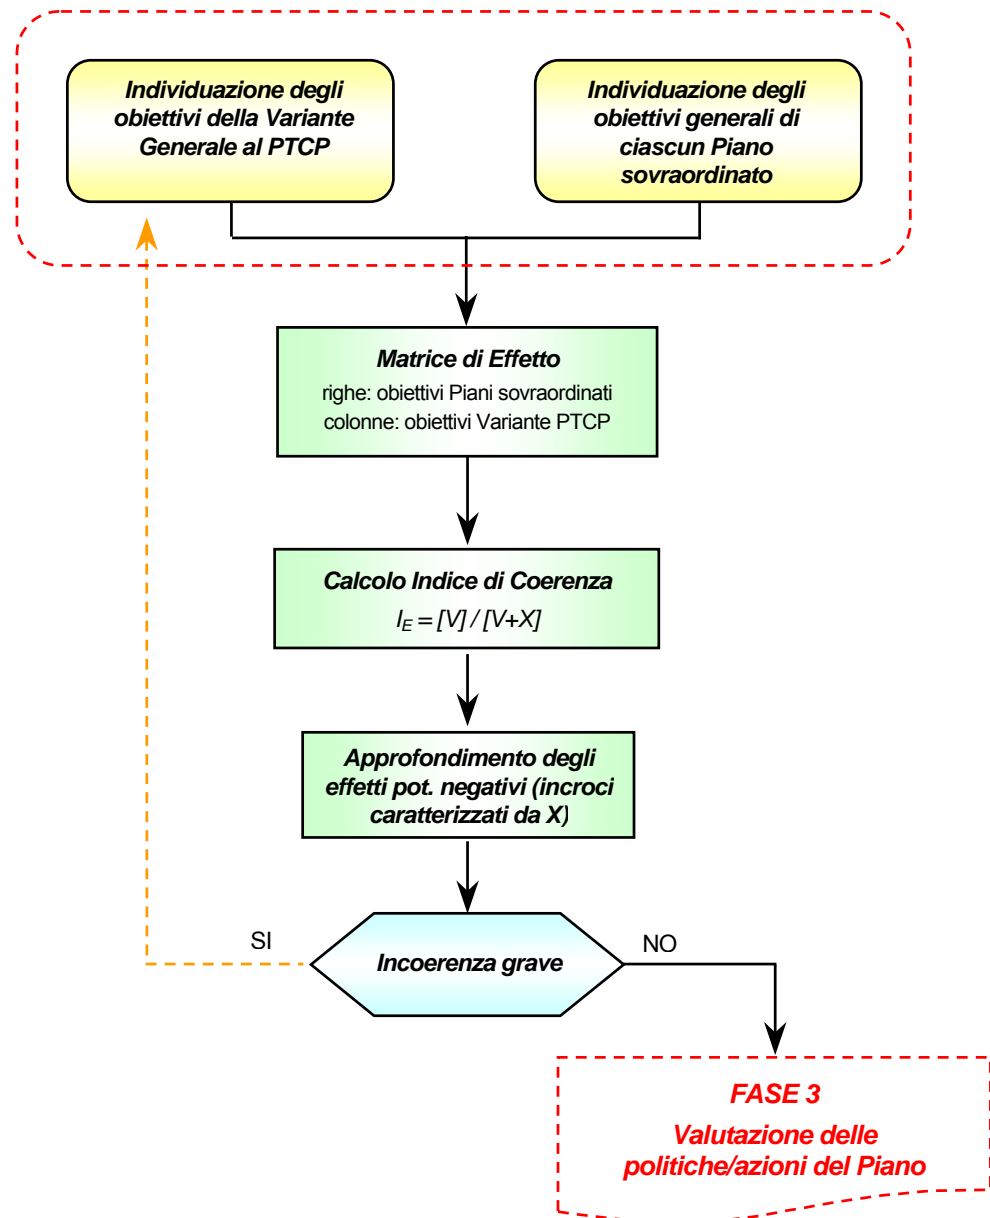 Individuazione degli
obiettivi della Variante
Generale al PTCP
Individuazione degli
obiettivi generali di
ciascun Piano
sovraordinato
Matrice di Effetto
righe: obiettivi Piani sovraordinati
colonne: obiettivi Variante PTCP
Calcolo Indice di Coerenza
I_E = [V] / [V+X]
Approfondimento degli
effetti pot. negativi (incroci
caratterizzati da X)
SI
Incoerenza grave
NO
FASE 3
Valutazione delle
politiche/azioni del Piano